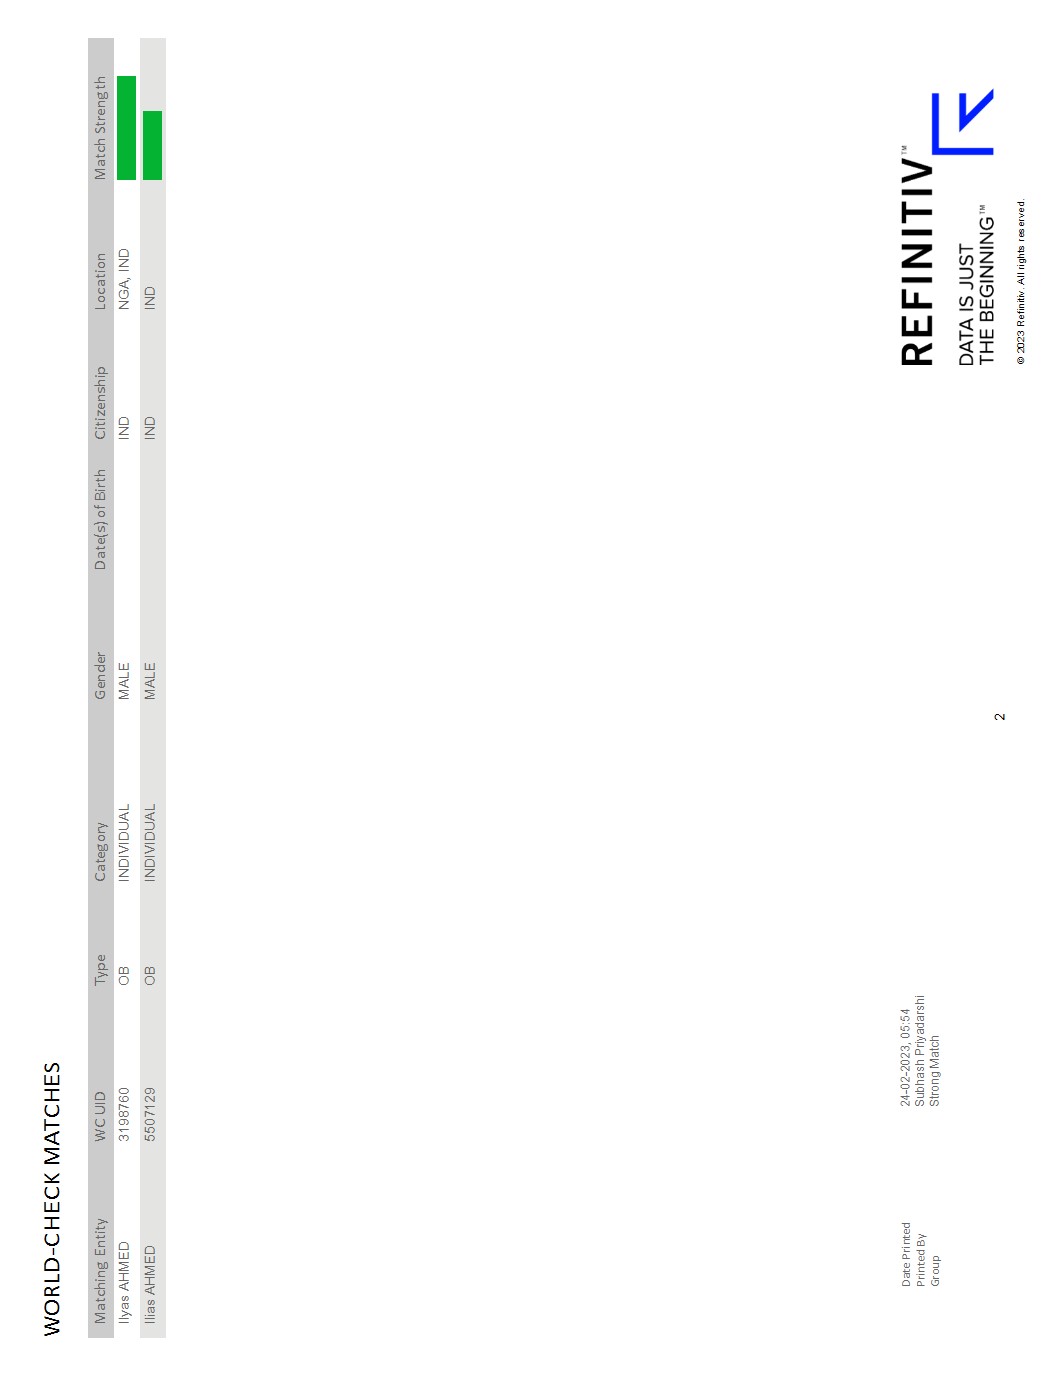 WORLD-CHECK MATCHES
Matching Entity WC UID Type Category Gender Date(s) of Birth Citizenship Location Match Strength
Ilyas AHMED 3198760 OB INDIVIDUAL MALE IND NGA, IND
Ilias AHMED 5507129 OB INDIVIDUAL MALE IND IND
Date Printed 24-02-2023, 05:54
Printed By Subhash Priyadarshi
Group Strong Match
2
REFINITIV™
DATA IS JUST
THE BEGINNING™
© 2023 Refinitiv. All rights reserved.